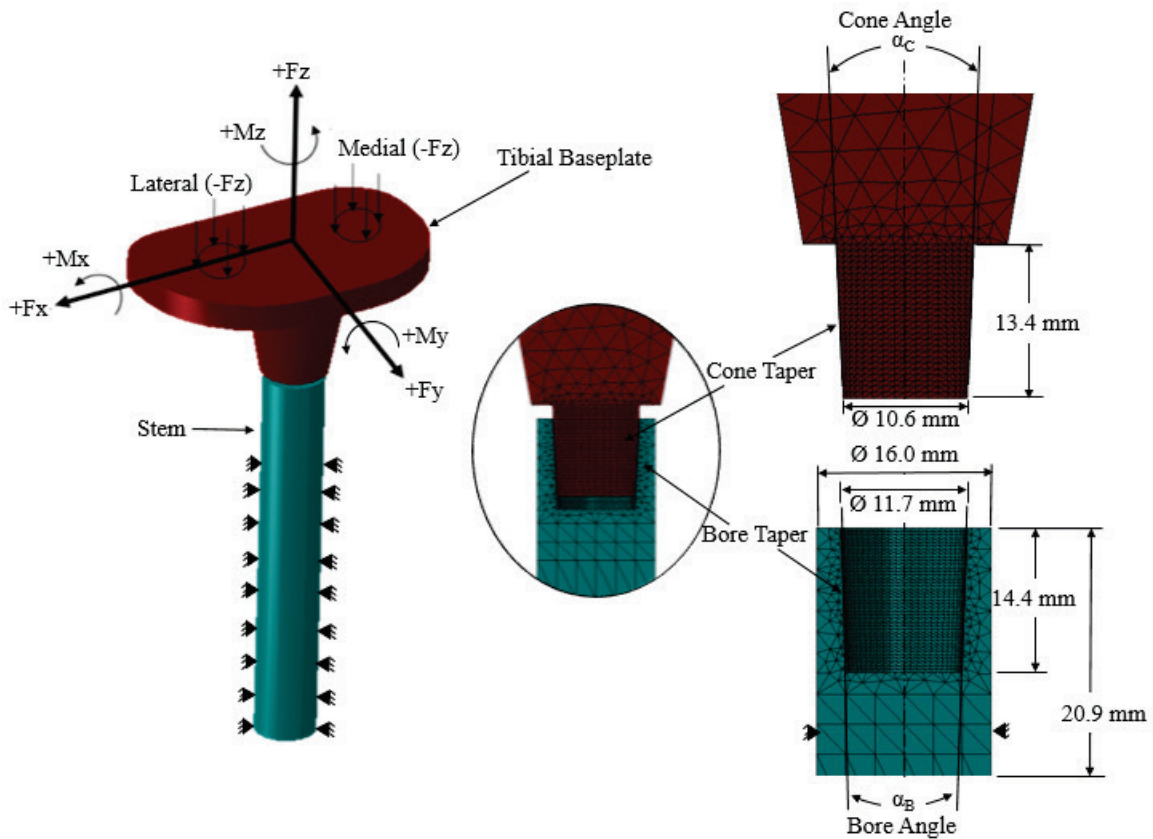 +Fz
+Mz
Medial (-Fz)
Lateral (-Fz)
Tibial Baseplate
+Mx
+Fx
+My
+Fy
Stem
Cone Angle
αC
13.4 mm
Cone Taper
Ø 10.6 mm
Ø 16.0 mm
Ø 11.7 mm
Bore Taper
14.4 mm
20.9 mm
αB
Bore Angle